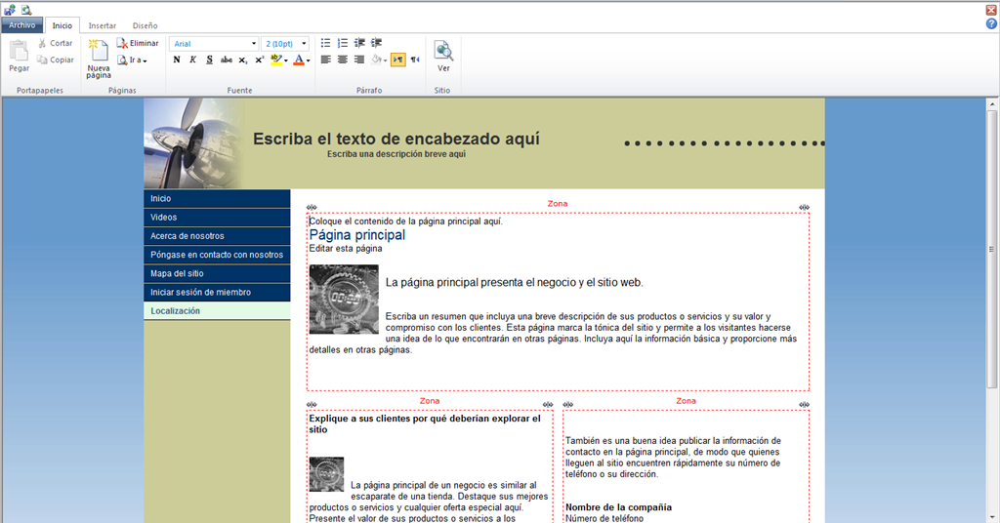 Archivo Inicio Insertar Diseño
Cortar Eliminar Arial 2 (10pt)
Pegar Copiar Nueva página Ir a Ver
N K S abc x₂ x² ab A
Portapapeles Páginas Fuente Párrafo Sitio
Escriba el texto de encabezado aquí
Escriba una descripción breve aquí
Inicio
Videos
Acerca de nosotros
Póngase en contacto con nosotros
Mapa del sitio
Iniciar sesión de miembro
Localización
Zona
Coloque el contenido de la página principal aquí.
Página principal
Editar esta página
La página principal presenta el negocio y el sitio web.
Escriba un resumen que incluya una breve descripción de sus productos o servicios y su valor y
compromiso con los clientes. Esta página marca la tónica del sitio y permite a los visitantes hacerse
una idea de lo que encontrarán en otras páginas. Incluya aquí la información básica y proporcione más
detalles en otras páginas.
Zona
Explique a sus clientes por qué deberían explorar el
sitio
La página principal de un negocio es similar al
escaparate de una tienda. Destaque sus mejores
productos o servicios y cualquier oferta especial aquí.
Presente el valor de sus productos o servicios a los
Zona
También es una buena idea publicar la información de
contacto en la página principal, de modo que quienes
lleguen al sitio encuentren rápidamente su número de
teléfono o su dirección.
Nombre de la compañía
Número de teléfono